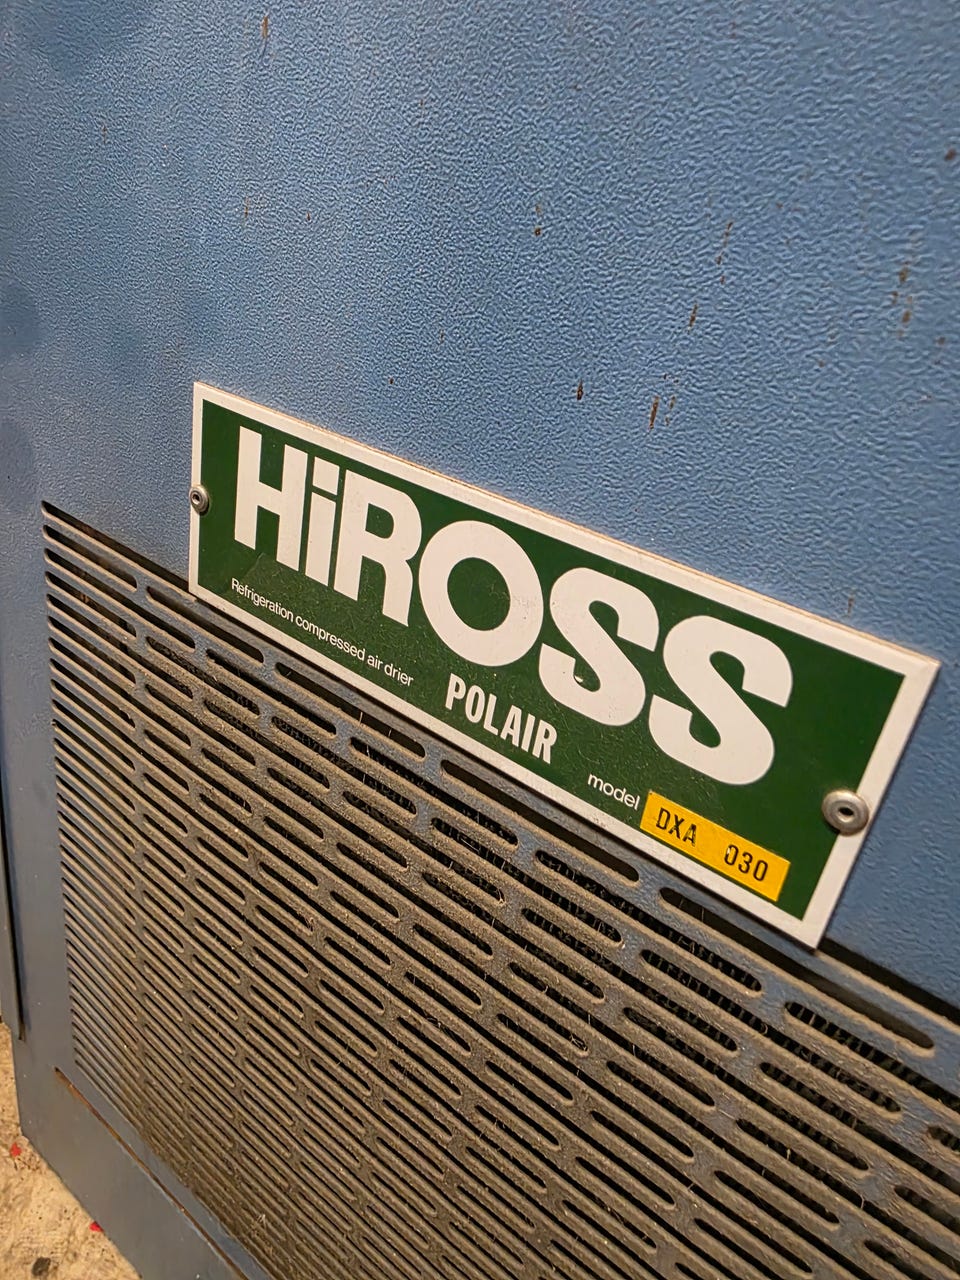 HiROSS
Refrigeration compressed air drier
POLAIR
model DXA 030